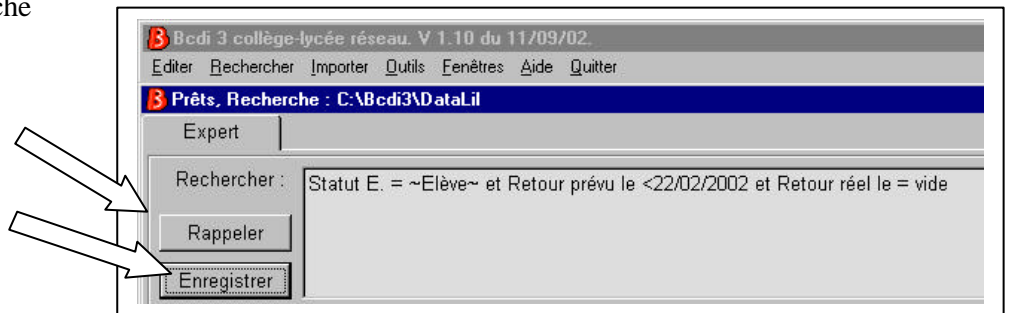 che
Bcdi 3 collège-lycée réseau. V 1.10 du 11/09/02.
Editer Rechercher Importer Outils Fenêtres Aide Quitter
Prêts, Recherche : C:\Bcdi3\DataLil
Expert
Rechercher : Statut E. = ~Elève~ et Retour prévu le <22/02/2002 et Retour réel le = vide
Rappeler
Enregistrer